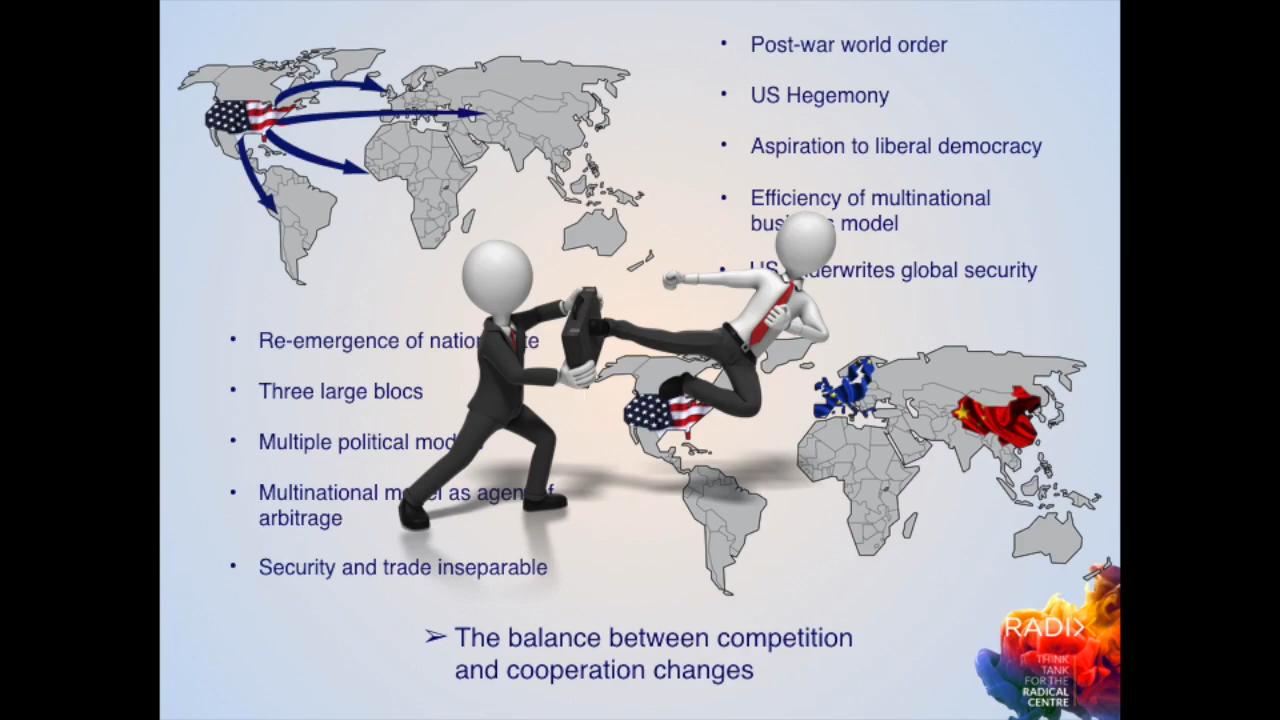 • Post-war world order
• US Hegemony
• Aspiration to liberal democracy
• Efficiency of multinational
model
• US underwrites global security
• Re-emergence of nation
• Three large blocs
• Multiple political
• Multinational as
arbitrage
• Security and trade inseparable
➢ The balance between competition
and cooperation changes
RADIX
THINK
TANK
FOR THE
RADICAL
CENTRE